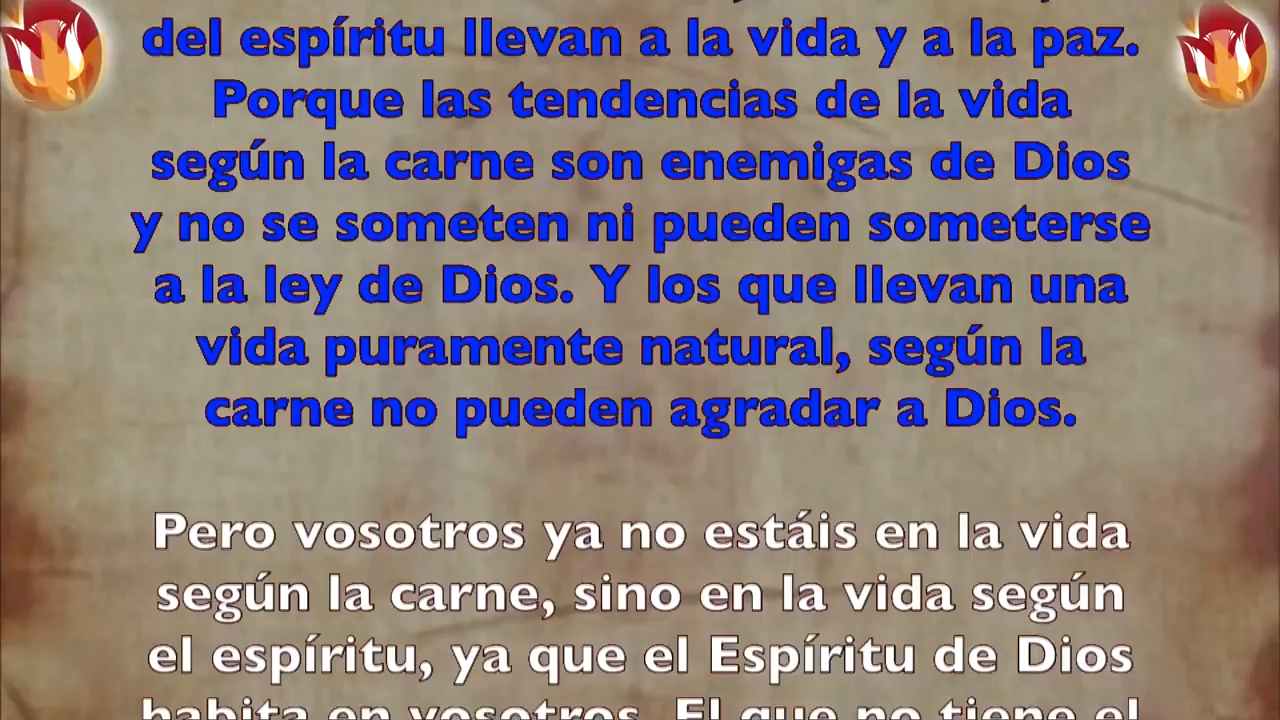 del espíritu llevan a la vida y a la paz.
Porque las tendencias de la vida
según la carne son enemigas de Dios
y no se someten ni pueden someterse
a la ley de Dios. Y los que llevan una
vida puramente natural, según la
carne no pueden agradar a Dios.
Pero vosotros ya no estáis en la vida
según la carne, sino en la vida según
el espíritu, ya que el Espíritu de Dios
habita en vosotros. El que no tiene el